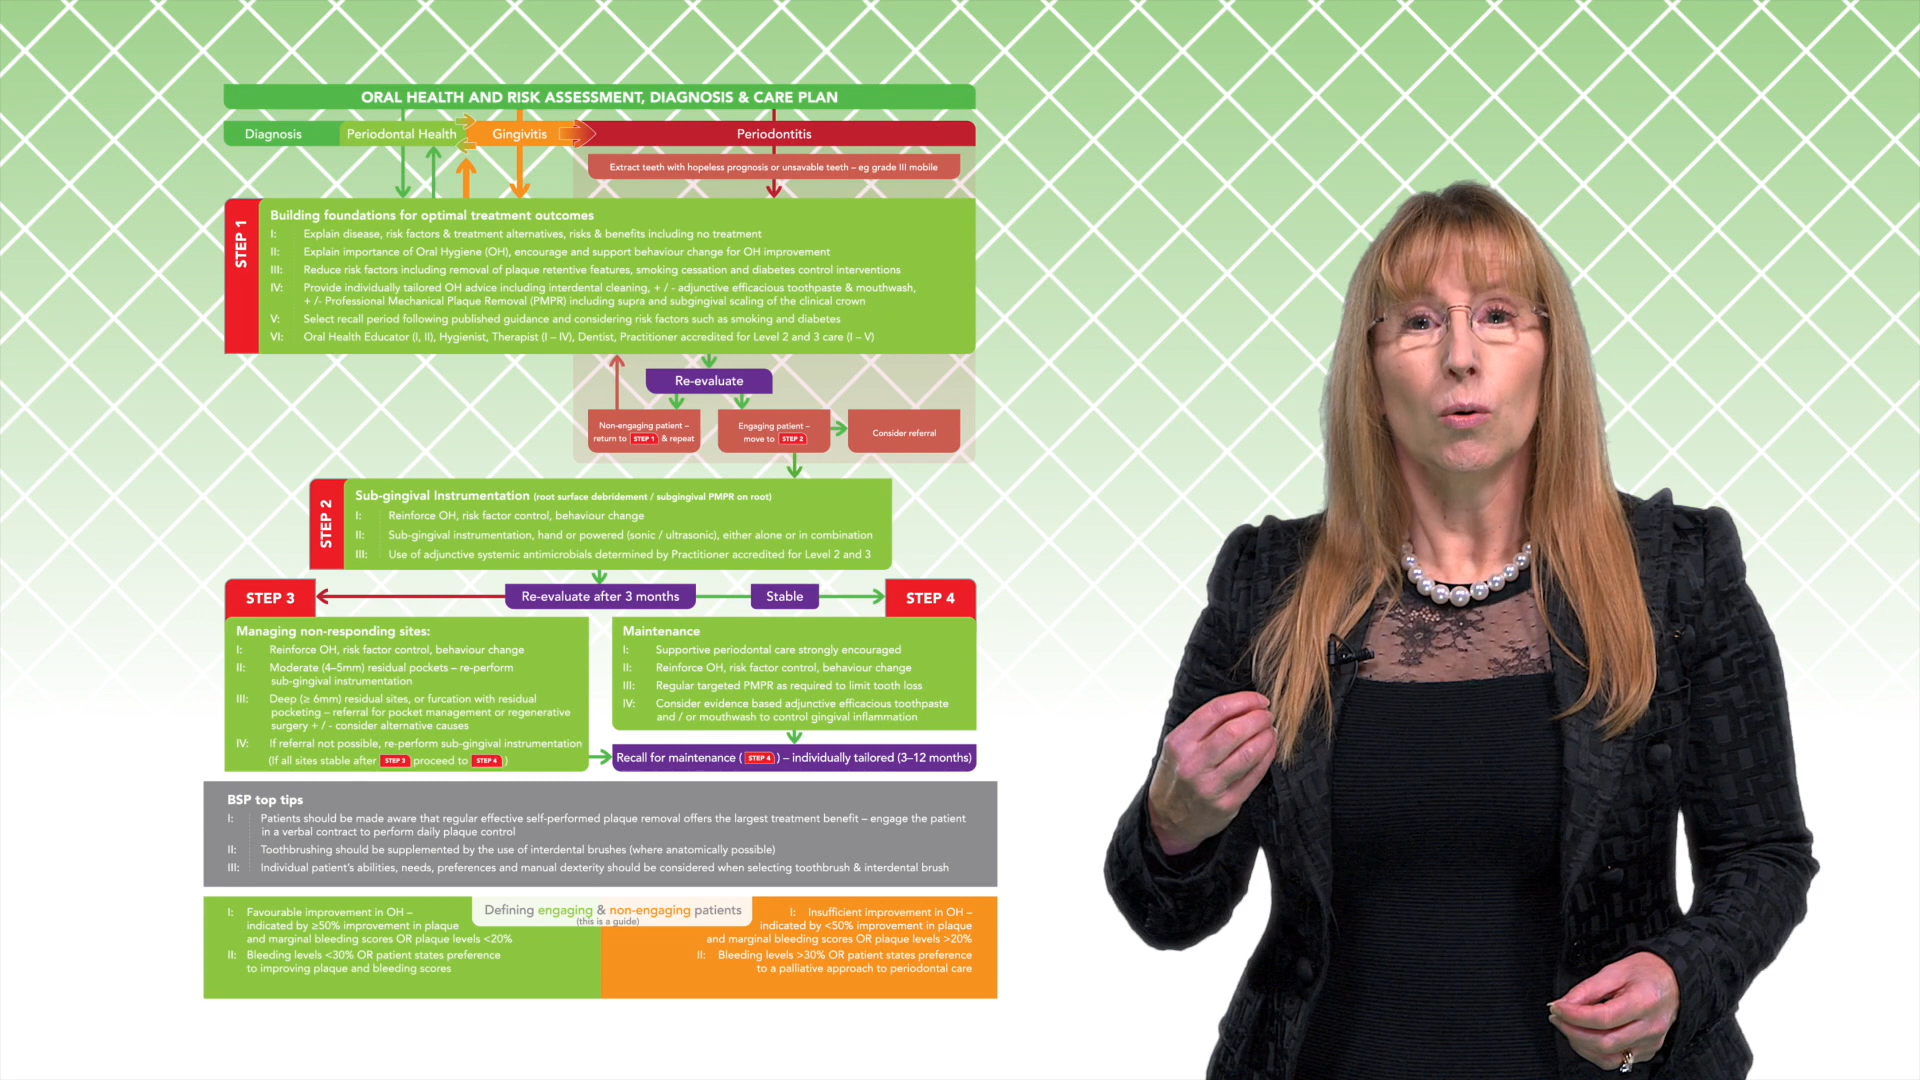 ORAL HEALTH AND RISK ASSESSMENT, DIAGNOSIS & CARE PLAN
Diagnosis
Periodontal Health
Gingivitis
Periodontitis
Extract teeth with hopeless prognosis or unsavable teeth – eg grade III mobile
STEP 1
Building foundations for optimal treatment outcomes
I: Explain disease, risk factors & treatment alternatives, risks & benefits including no treatment
II: Explain importance of Oral Hygiene (OH), encourage and support behaviour change for OH improvement
III: Reduce risk factors including removal of plaque retentive features, smoking cessation and diabetes control interventions
IV: Provide individually tailored OH advice including interdental cleaning, + / - adjunctive efficacious toothpaste & mouthwash,
+ /- Professional Mechanical Plaque Removal (PMPR) including supra and subgingival scaling of the clinical crown
V: Select recall period following published guidance and considering risk factors such as smoking and diabetes
VI: Oral Health Educator (I, II), Hygienist, Therapist (I – IV), Dentist, Practitioner accredited for Level 2 and 3 care (I – V)
Re-evaluate
Non-engaging patient –
return to STEP 1 & repeat
Engaging patient –
move to STEP 2
Consider referral
STEP 2
Sub-gingival Instrumentation (root surface debridement / subgingival PMPR on root)
I: Reinforce OH, risk factor control, behaviour change
II: Sub-gingival instrumentation, hand or powered (sonic / ultrasonic), either alone or in combination
III: Use of adjunctive systemic antimicrobials determined by Practitioner accredited for Level 2 and 3
STEP 3
Re-evaluate after 3 months
Stable
STEP 4
Managing non-responding sites:
I: Reinforce OH, risk factor control, behaviour change
II: Moderate (4–5mm) residual pockets – re-perform
sub-gingival instrumentation
III: Deep (≥ 6mm) residual sites, or furcation with residual
pocketing – referral for pocket management or regenerative
surgery + / - consider alternative causes
IV: If referral not possible, re-perform sub-gingival instrumentation
(If all sites stable after STEP 3 proceed to STEP 4 )
Maintenance
I: Supportive periodontal care strongly encouraged
II: Reinforce OH, risk factor control, behaviour change
III: Regular targeted PMPR as required to limit tooth loss
IV: Consider evidence based adjunctive efficacious toothpaste
and / or mouthwash to control gingival inflammation
Recall for maintenance ( STEP 4 ) – individually tailored (3–12 months)
BSP top tips
I: Patients should be made aware that regular effective self-performed plaque removal offers the largest treatment benefit – engage the patient
in a verbal contract to perform daily plaque control
II: Toothbrushing should be supplemented by the use of interdental brushes (where anatomically possible)
III: Individual patient's abilities, needs, preferences and manual dexterity should be considered when selecting toothbrush & interdental brush
Defining engaging & non-engaging patients
(this is a guide)
I: Favourable improvement in OH –
indicated by ≥50% improvement in plaque
and marginal bleeding scores OR plaque levels <20%
II: Bleeding levels <30% OR patient states preference
to improving plaque and bleeding scores
I: Insufficient improvement in OH –
indicated by <50% improvement in plaque
and marginal bleeding scores OR plaque levels >20%
II: Bleeding levels >30% OR patient states preference
to a palliative approach to periodontal care